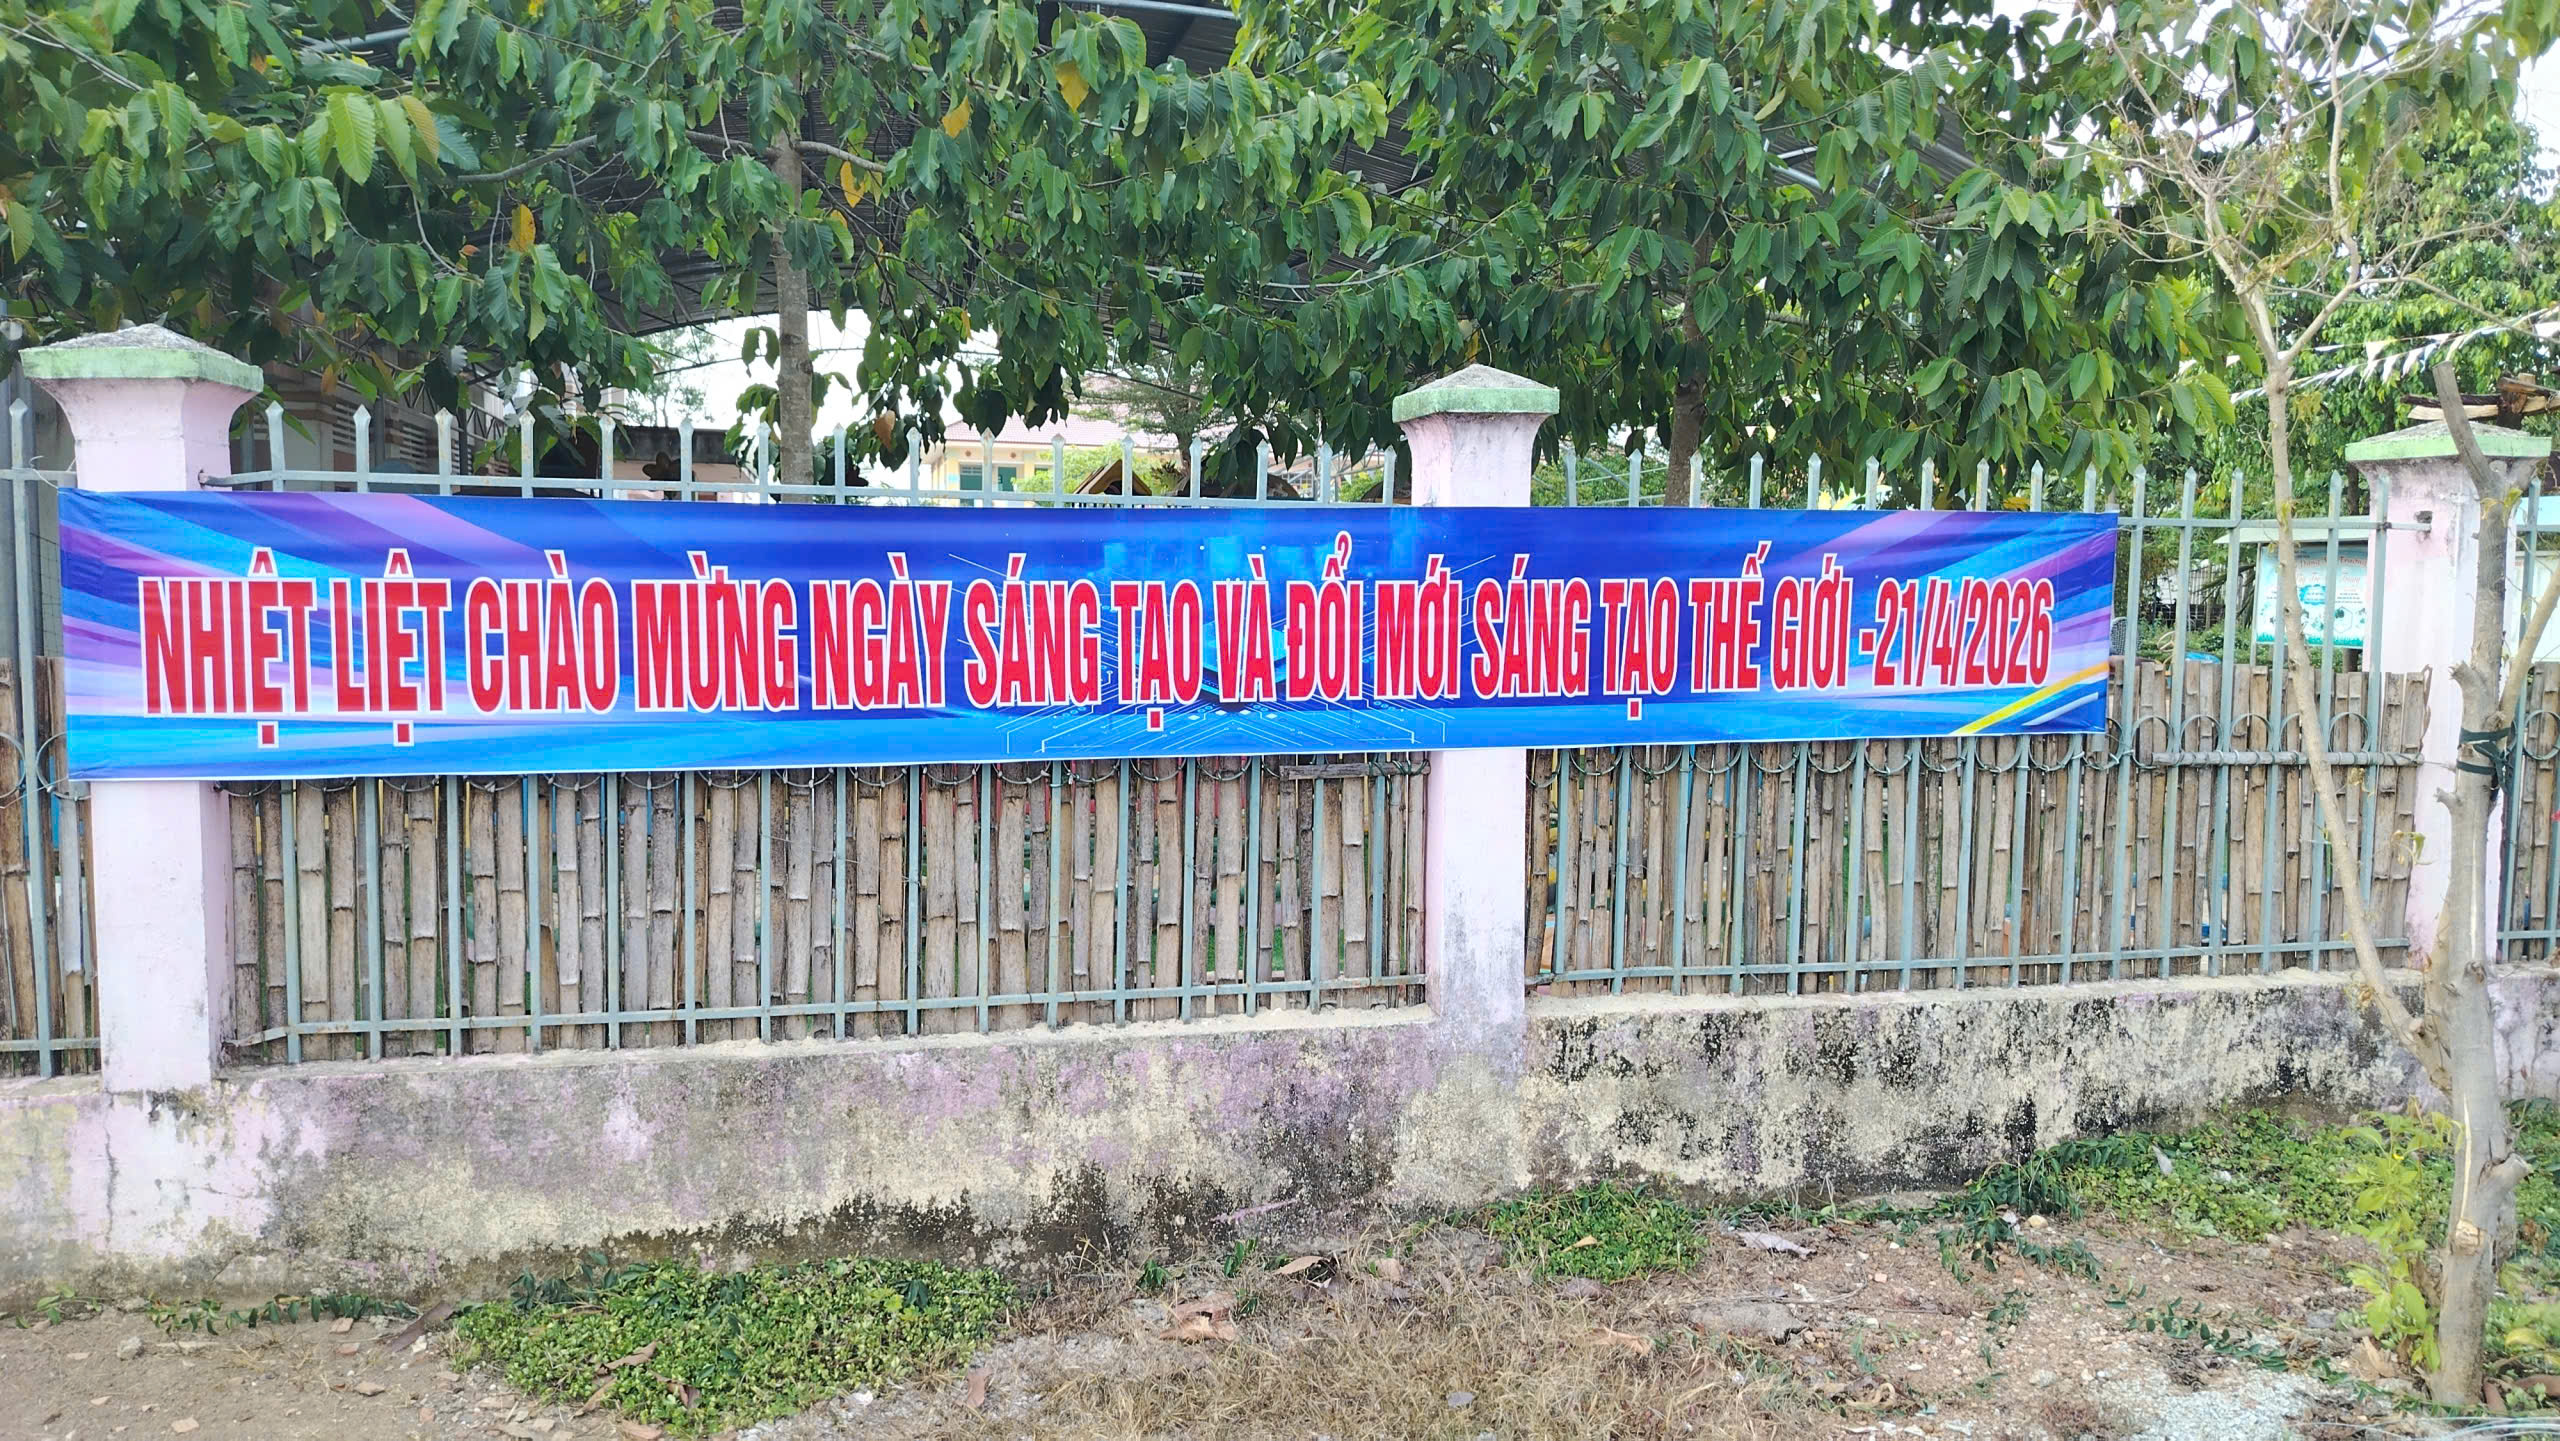 NHIỆT LIỆT CHÀO MỪNG NGÀY SÁNG TẠO VÀ ĐỔI MỚI SÁNG TẠO THẾ GIỚI -21/4/2026